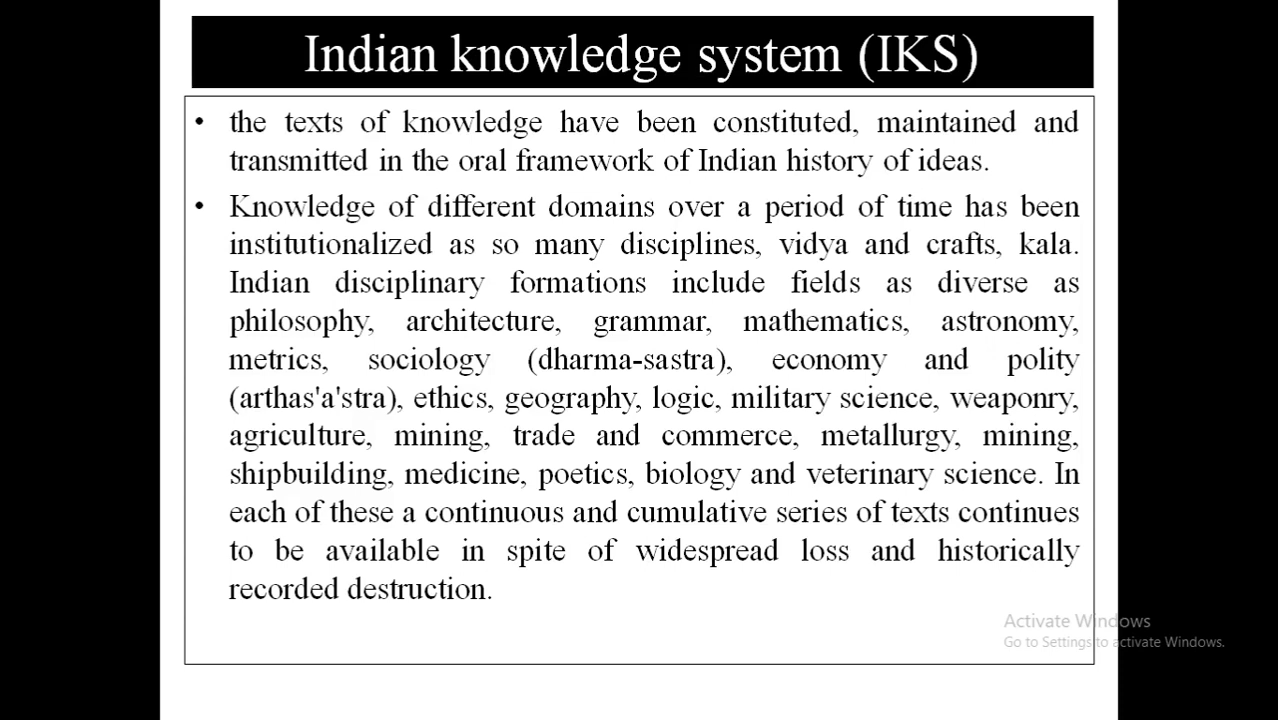 Indian knowledge system (IKS)
• the texts of knowledge have been constituted, maintained and
transmitted in the oral framework of Indian history of ideas.
• Knowledge of different domains over a period of time has been
institutionalized as so many disciplines, vidya and crafts, kala.
Indian disciplinary formations include fields as diverse as
philosophy, architecture, grammar, mathematics, astronomy,
metrics, sociology (dharma-sastra), economy and polity
(arthas'a'stra), ethics, geography, logic, military science, weaponry,
agriculture, mining, trade and commerce, metallurgy, mining,
shipbuilding, medicine, poetics, biology and veterinary science. In
each of these a continuous and cumulative series of texts continues
to be available in spite of widespread loss and historically
recorded destruction.
Activate Windows
Go to Settings to activate Windows.